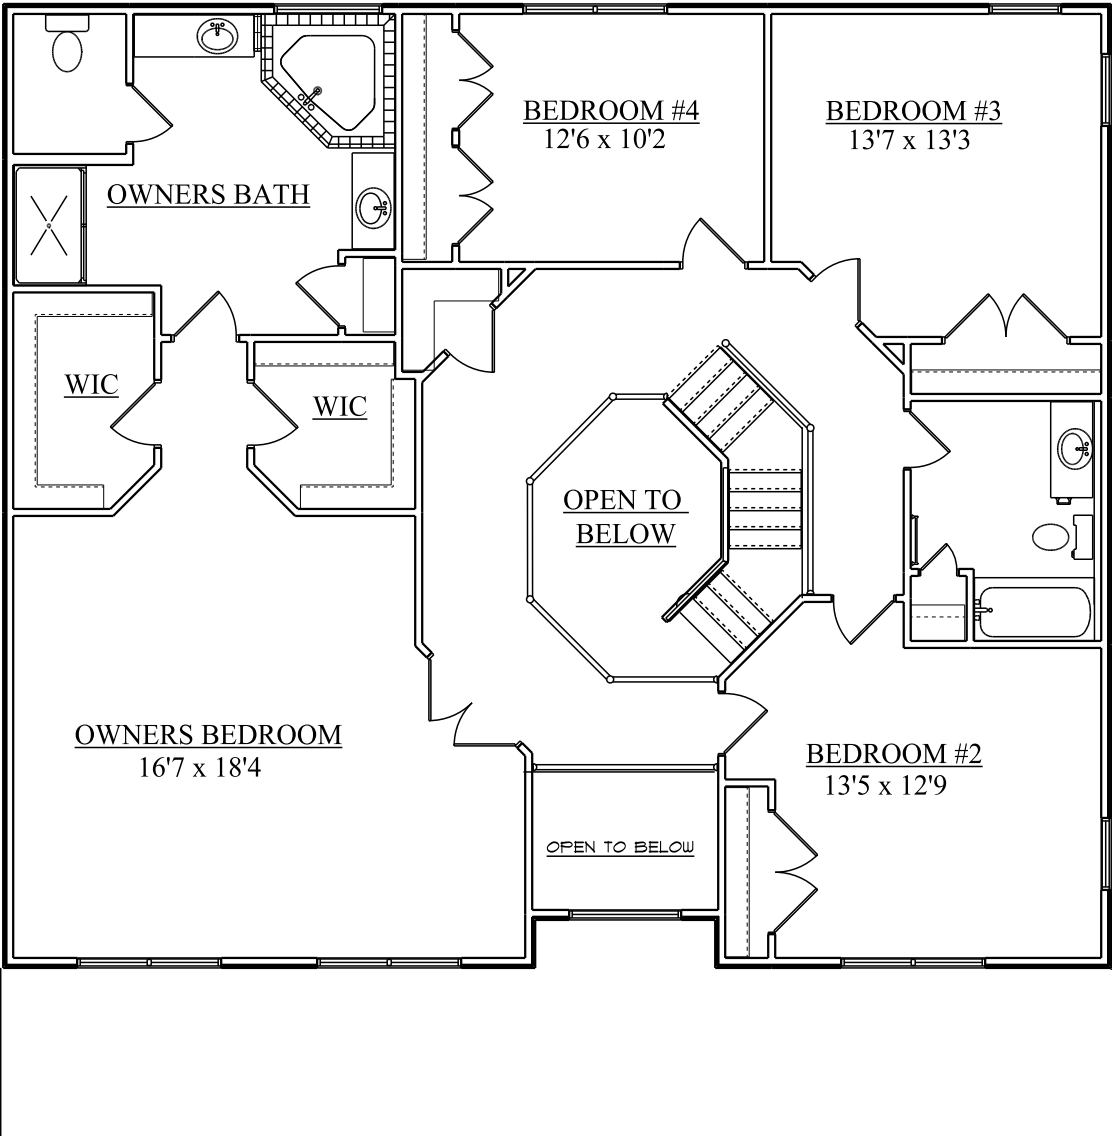 BEDROOM #4
12'6 x 10'2
BEDROOM #3
13'7 x 13'3
OWNERS BATH
WIC
WIC
OPEN TO
BELOW
OWNERS BEDROOM
16'7 x 18'4
BEDROOM #2
13'5 x 12'9
OPEN TO BELOW